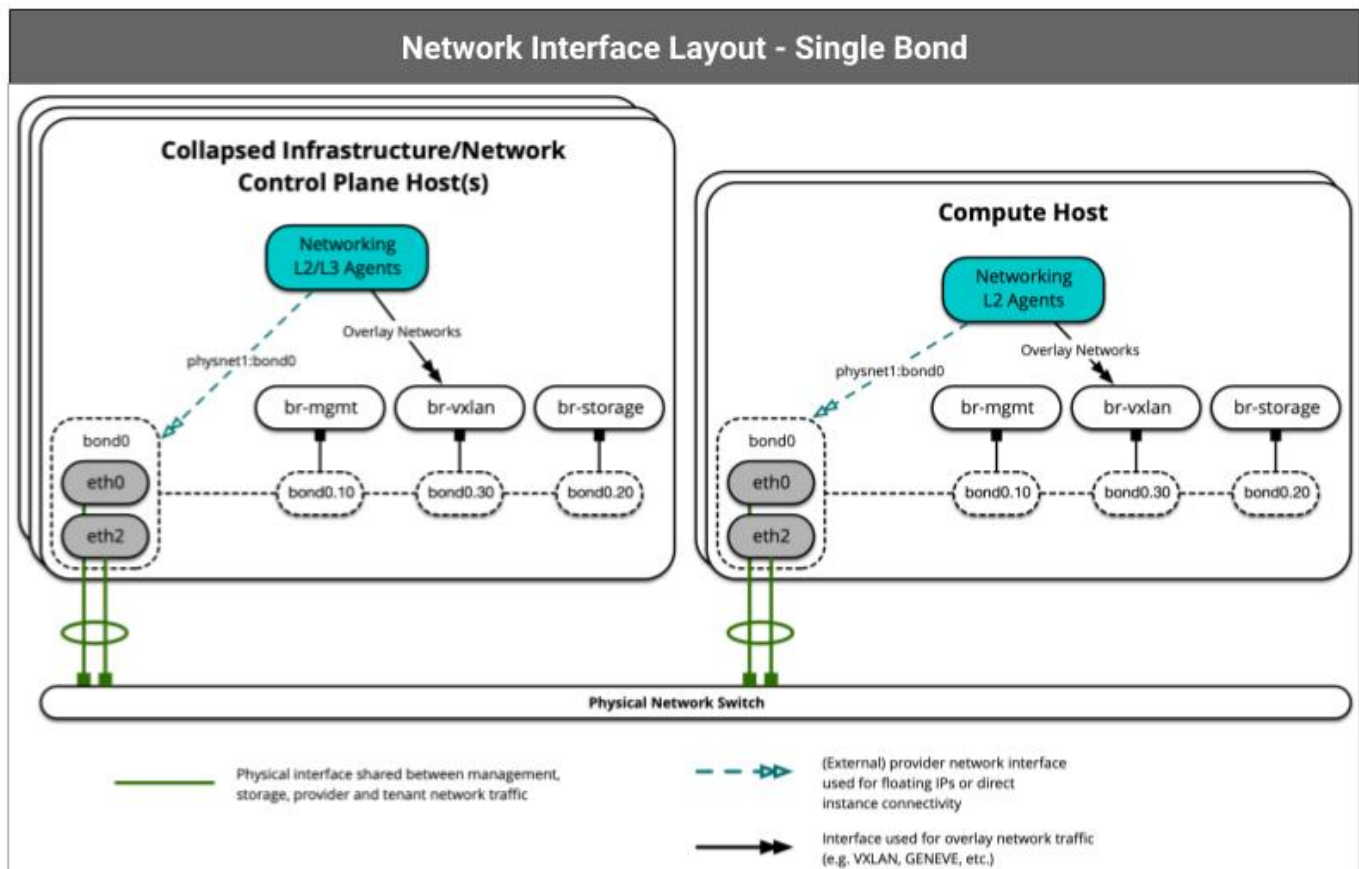 Network Interface Layout - Single Bond
Collapsed Infrastructure/Network
Control Plane Host(s)
Networking
L2/L3 Agents
Overlay Networks
physnet1:bond0
br-mgmt
br-vxlan
br-storage
bond0
eth0
eth2
bond0.10
bond0.30
bond0.20
Compute Host
Networking
L2 Agents
Overlay Networks
physnet1:bond0
br-mgmt
br-vxlan
br-storage
bond0
eth0
eth2
bond0.10
bond0.30
bond0.20
Physical Network Switch
Physical interface shared between management,
storage, provider and tenant network traffic
(External) provider network interface
used for floating IPs or direct
instance connectivity
Interface used for overlay network traffic
(e.g. VXLAN, GENEVE, etc.)